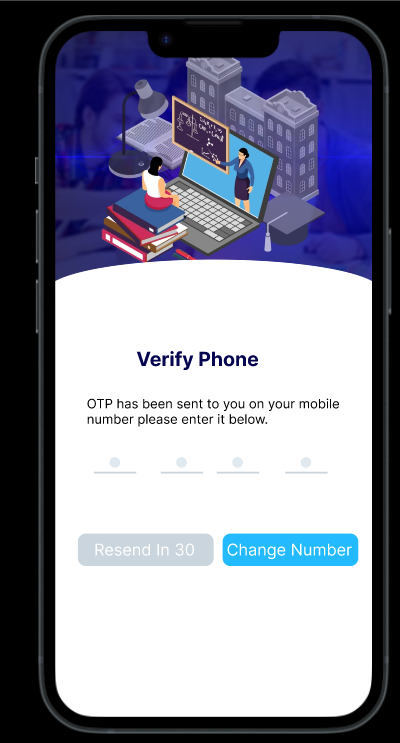 Verify Phone
OTP has been sent to you on your mobile
number please enter it below.
Resend In 30
Change Number